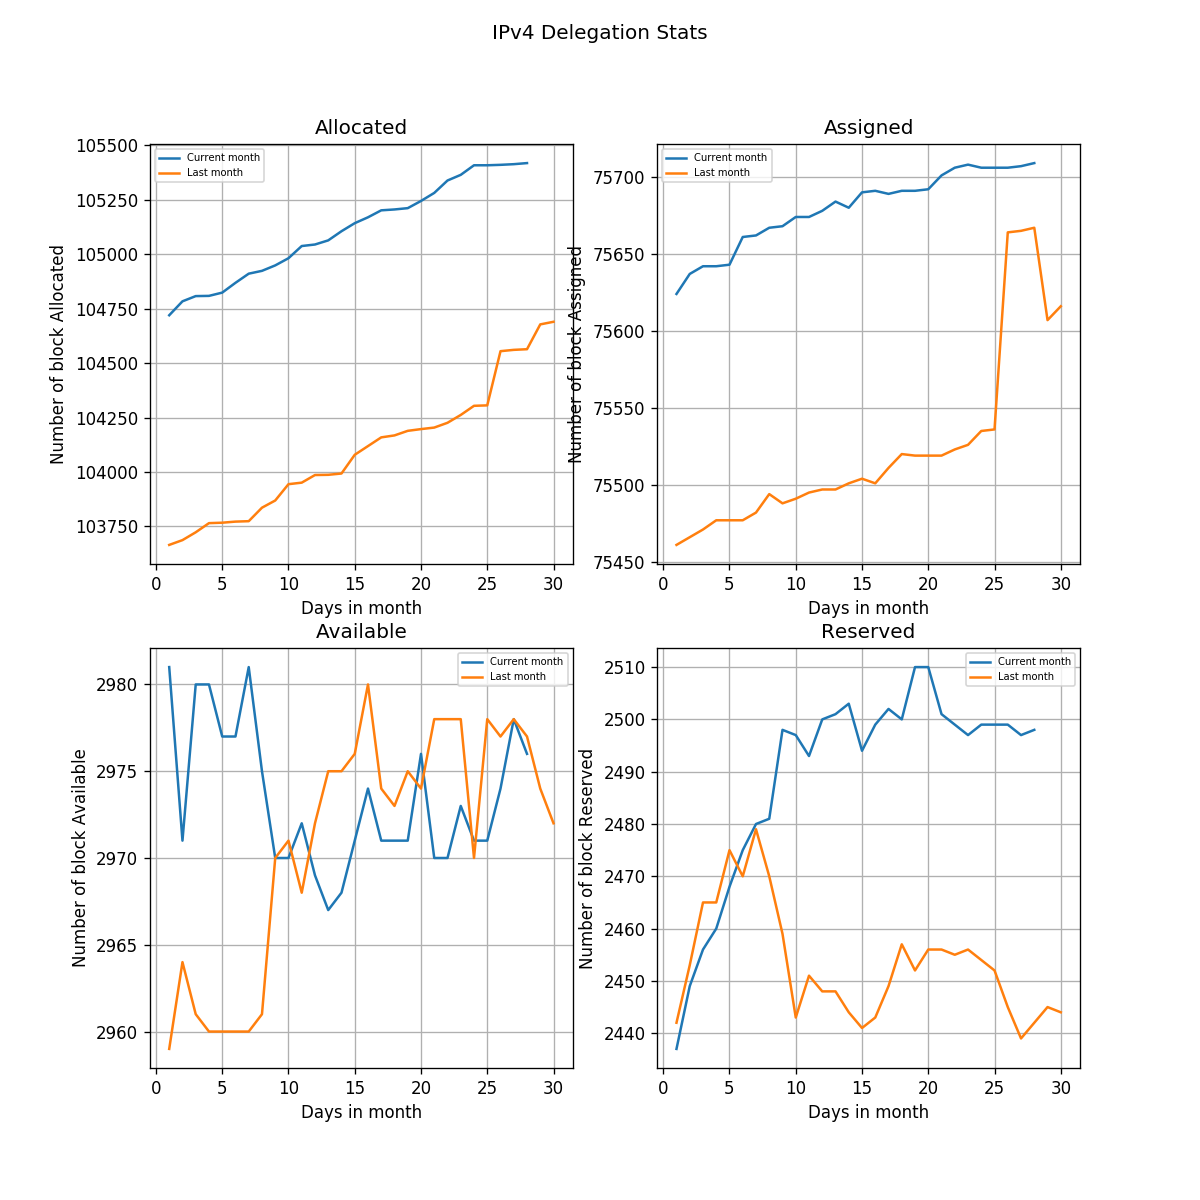 IPv4 Delegation Stats
Allocated
Number of block Allocated
105500
105250
105000
104750
104500
104250
104000
103750
Current month
Last month
0 5 10 15 20 25 30
Days in month
Assigned
Number of block Assigned
75700
75650
75600
75550
75500
75450
Current month
Last month
0 5 10 15 20 25 30
Days in month
Available
Number of block Available
2980
2975
2970
2965
2960
Current month
Last month
0 5 10 15 20 25 30
Days in month
Reserved
Number of block Reserved
2510
2500
2490
2480
2470
2460
2450
2440
Current month
Last month
0 5 10 15 20 25 30
Days in month